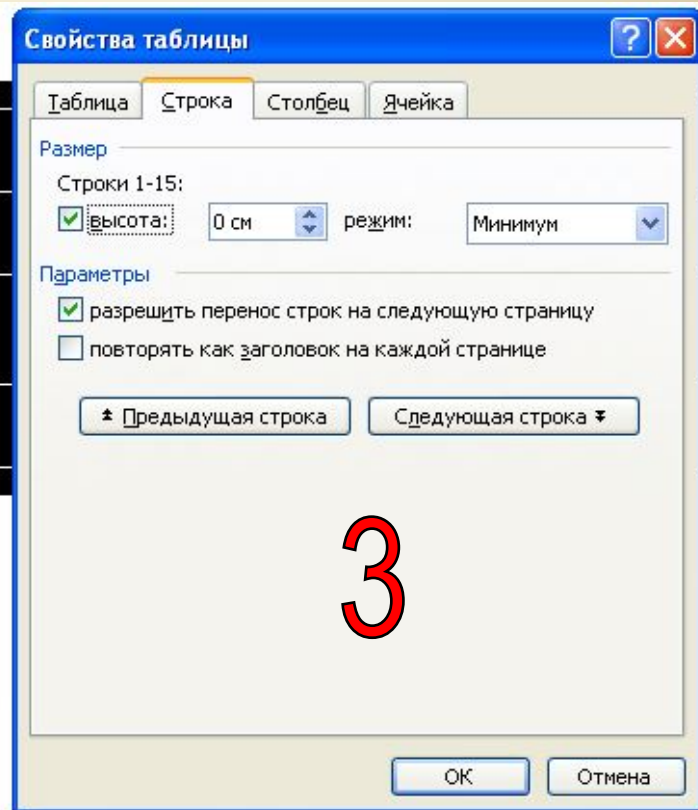 Свойства таблицы
Таблица Строка Столбец Ячейка
Размер
Строки 1-15:
высота: 0 см режим: Минимум
Параметры
разрешить перенос строк на следующую страницу
повторять как заголовок на каждой странице
Предыдущая строка Следующая строка
3
ОК Отмена